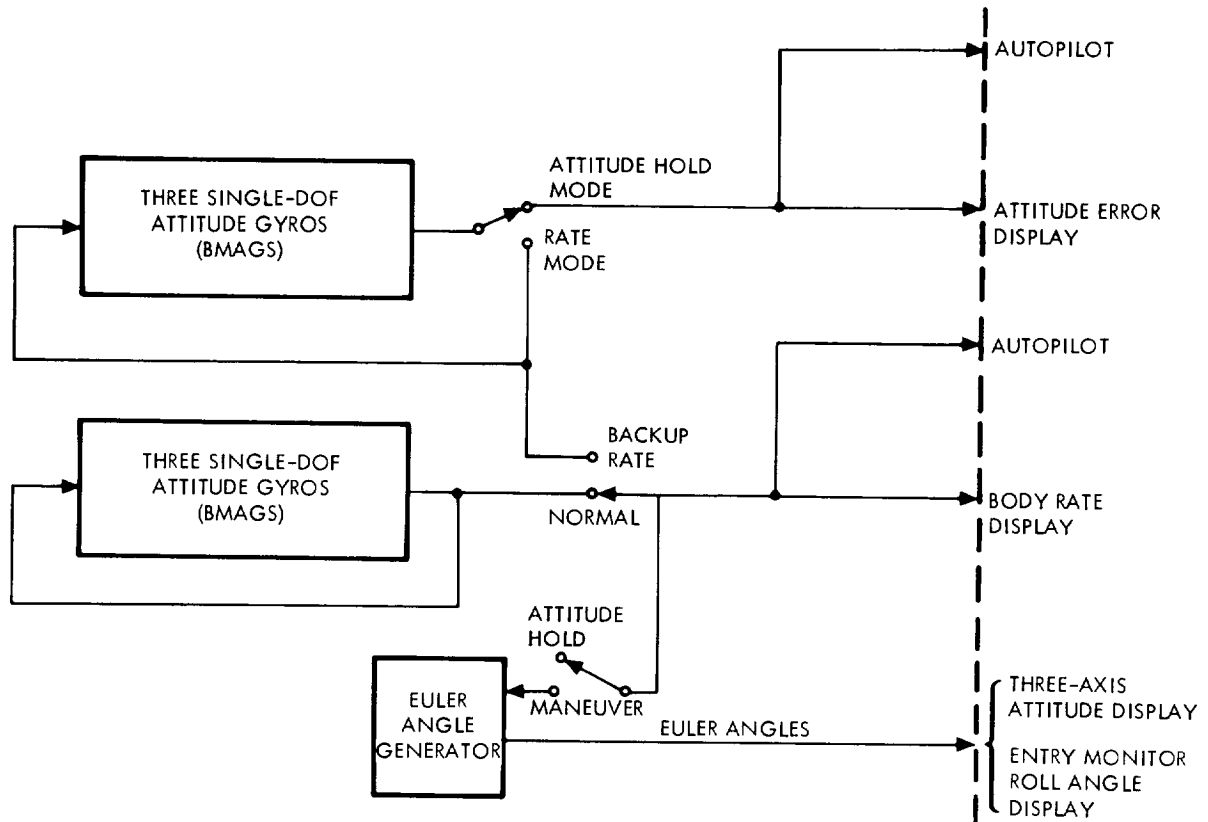 AUTOPILOT
THREE SINGLE-DOF
ATTITUDE GYROS
(BMAGS)
ATTITUDE HOLD
MODE
RATE
MODE
ATTITUDE ERROR
DISPLAY
AUTOPILOT
THREE SINGLE-DOF
ATTITUDE GYROS
(BMAGS)
BACKUP
RATE
NORMAL
BODY RATE
DISPLAY
ATTITUDE
HOLD
MANEUVER
EULER
ANGLE
GENERATOR
EULER ANGLES
THREE-AXIS
ATTITUDE DISPLAY
ENTRY MONITOR
ROLL ANGLE
DISPLAY